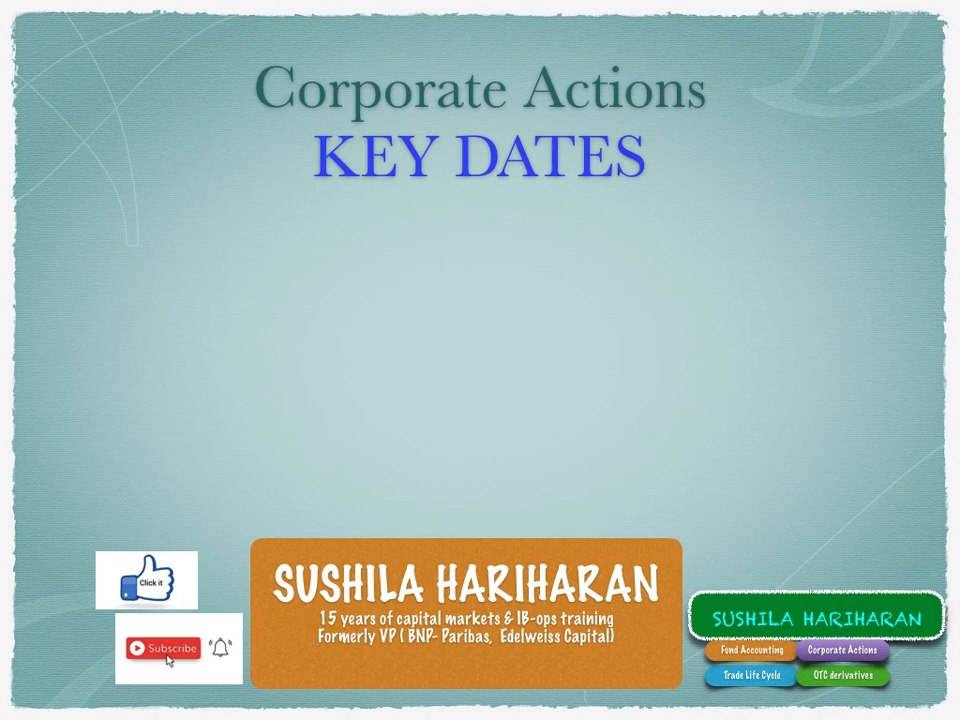 Corporate Actions
KEY DATES
Click it
Subscribe
SUSHILA HARIHARAN
15 years of capital markets & IB-ops training
Formerly VP ( BNP- Paribas, Edelweiss Capital)
SUSHILA HARIHARAN
Fund Accounting
Corporate Actions
Trade Life Cycle
OTC derivatives